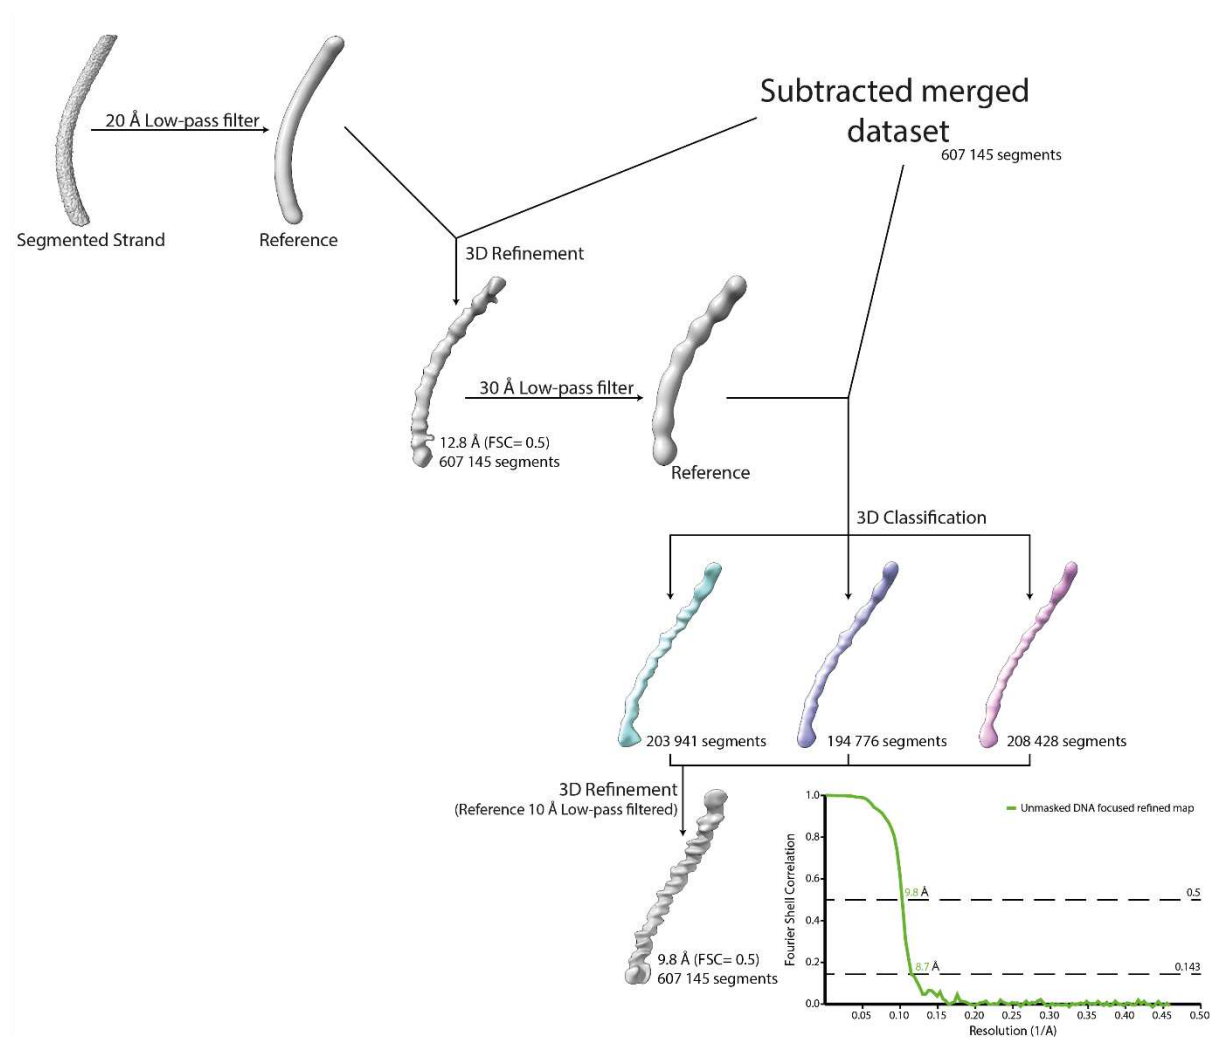 Subtracted merged
dataset
607 145 segments
20 Å Low-pass filter
Segmented Strand
Reference
3D Refinement
30 Å Low-pass filter
12.8 Å (FSC= 0.5)
607 145 segments
Reference
3D Classification
203 941 segments
194 776 segments
208 428 segments
3D Refinement
(Reference 10 Å Low-pass filtered)
9.8 Å (FSC= 0.5)
607 145 segments
Unmasked DNA focused refined map
Fourier Shell Correlation
1.0
0.8
0.6
0.4
0.2
0.0
9.8 Å
0.5
8.7 Å
0.143
0.05 0.10 0.15 0.20 0.25 0.30 0.35 0.40 0.45 0.50
Resolution (1/A)